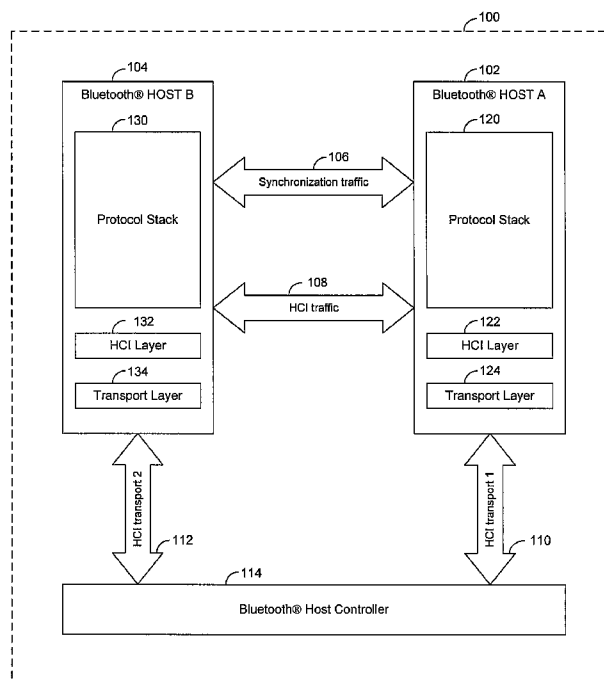 100
104
102
Bluetooth® HOST B
Bluetooth® HOST A
130
120
106
Synchronization traffic
Protocol Stack
Protocol Stack
108
HCI traffic
132
122
HCI Layer
HCI Layer
134
124
Transport Layer
Transport Layer
HCI transport 2
HCI transport 1
112
110
114
Bluetooth® Host Controller